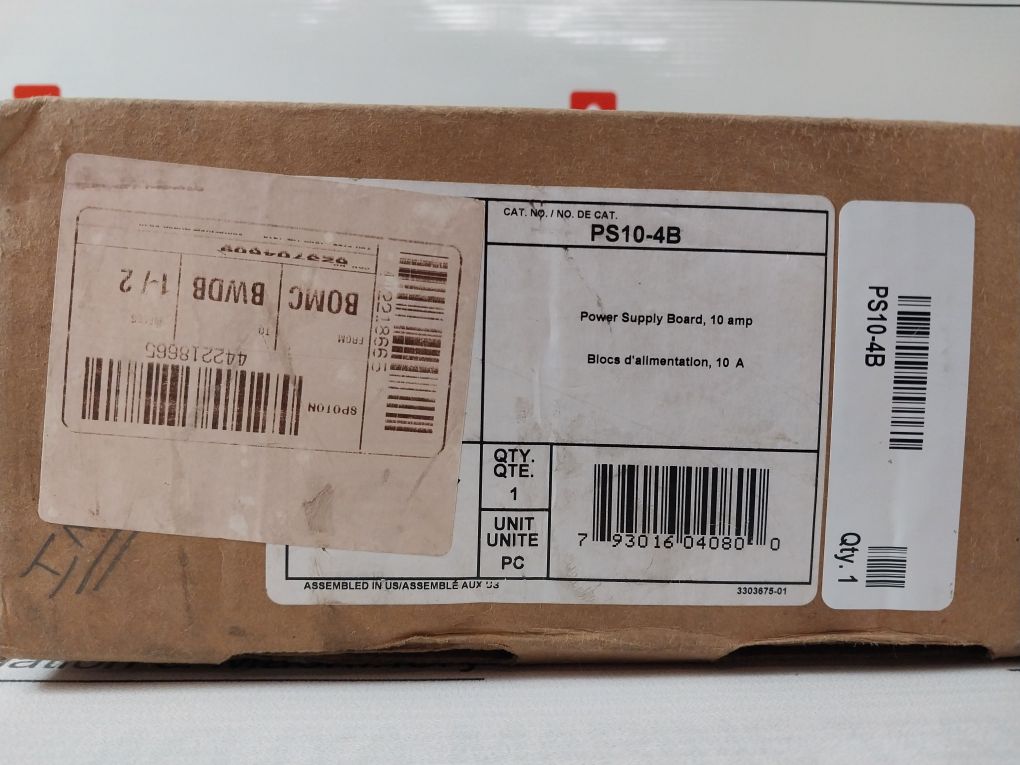 CAT. NO. / NO. DE CAT.
PS10-4B
Power Supply Board, 10 amp
Blocs d'alimentation, 10 A
QTY.
QTE.
1
UNIT
UNITE
PC
7 93016 04080 0
ASSEMBLED IN US/ASSEMBLÉ AUX
3303675-01
PS10-4B
Qty. 1
SPOTON
442218665
FROM
BOMC
TO
BWDB
1 / 2